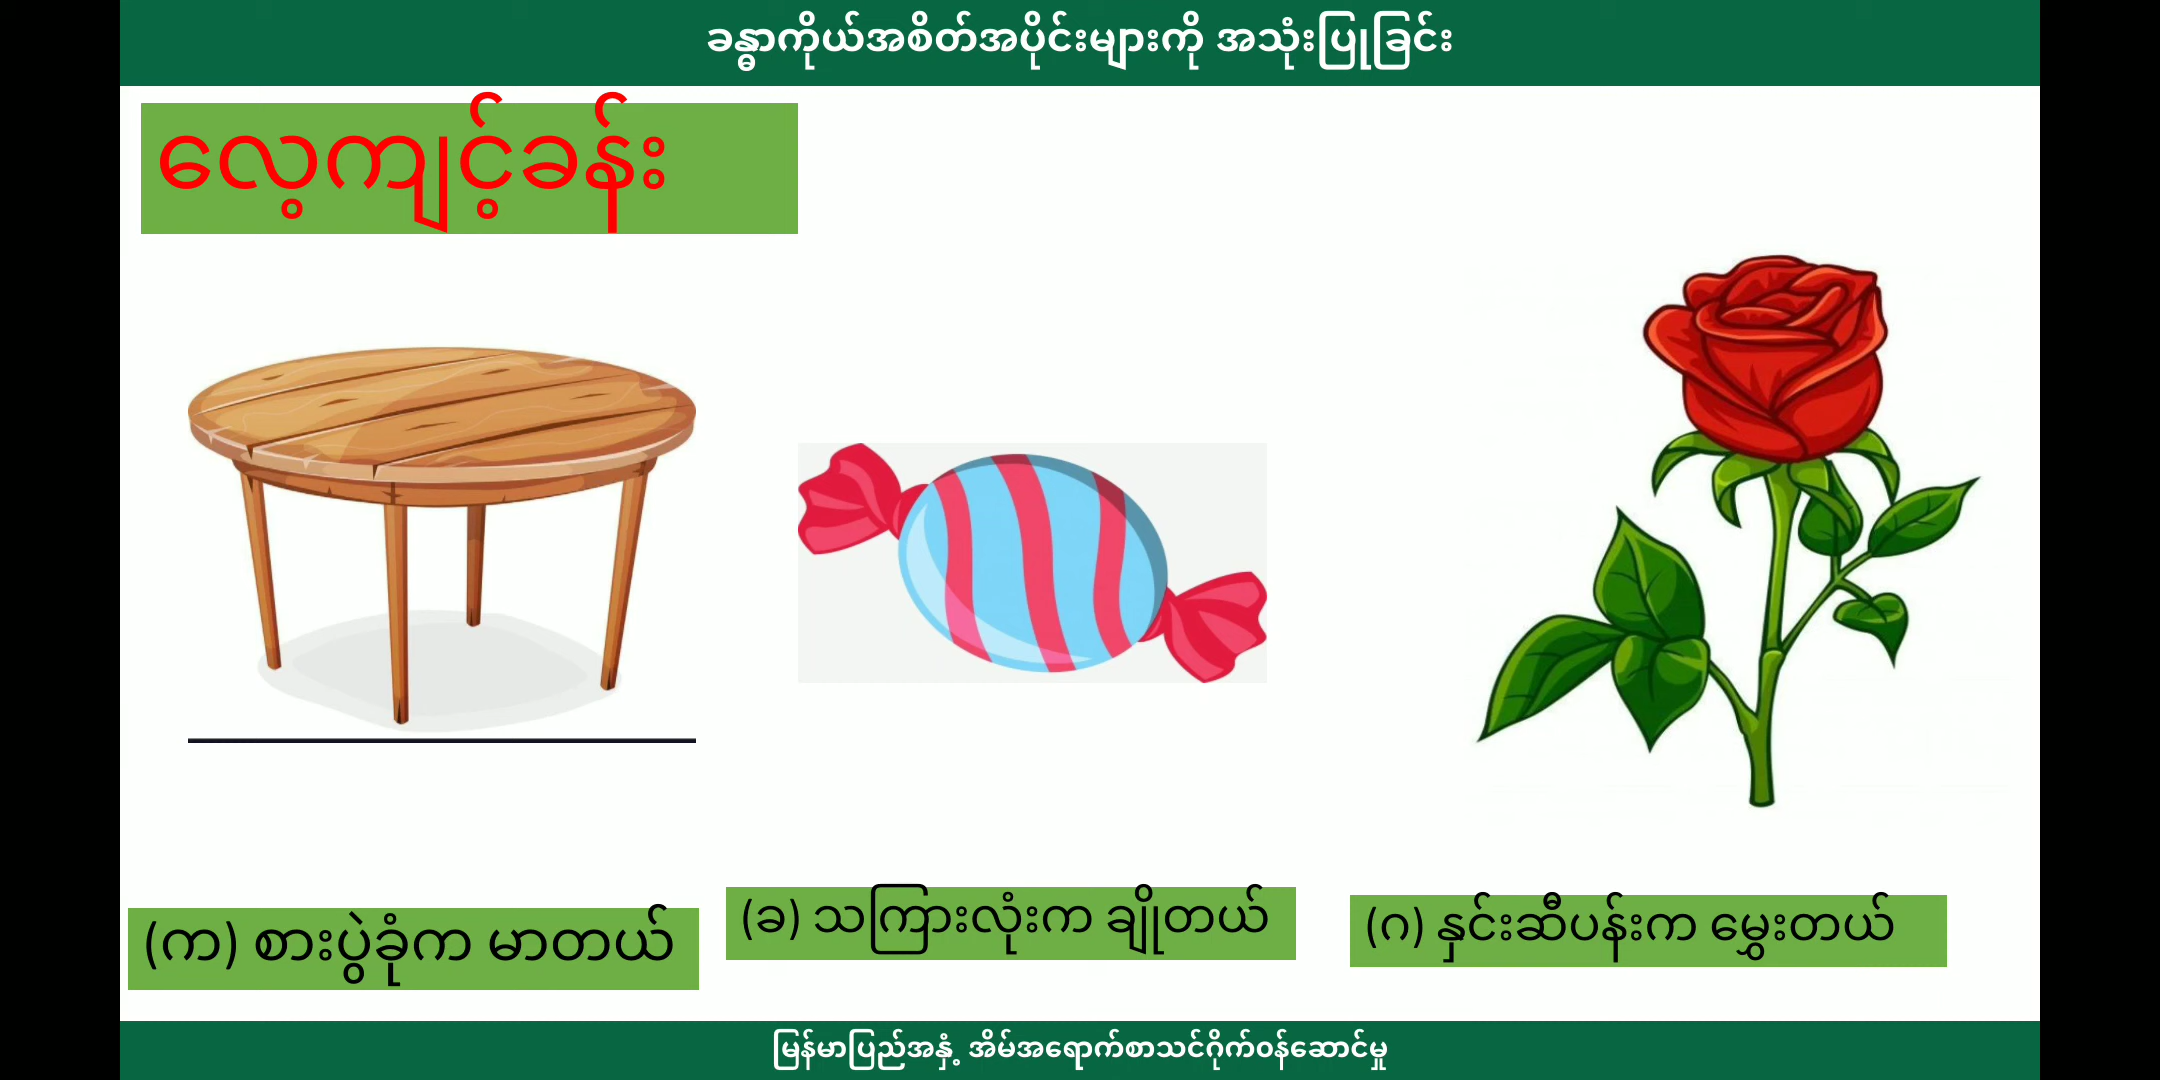 ခန္ဓာကိုယ်အစိတ်အပိုင်းများကို အသုံးပြုခြင်း
လေ့ကျင့်ခန်း
(က) စားပွဲခုံက မာတယ်
(ခ) သကြားလုံးက ချိုတယ်
(ဂ) နှင်းဆီပန်းက မွှေးတယ်
မြန်မာပြည်အနှံ့ အိမ်အရောက်စာသင်ဂိုက်ဝန်ဆောင်မှု